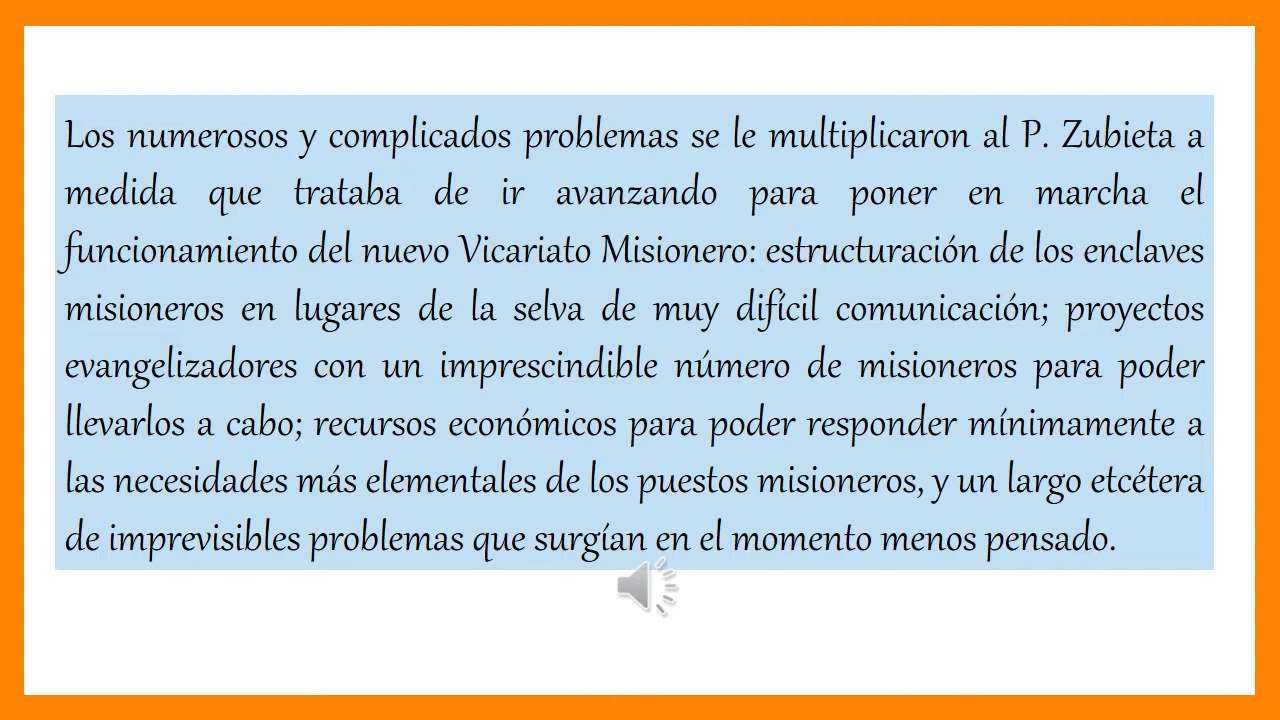 Los numerosos y complicados problemas se le multiplicaron al P. Zubieta a
medida que trataba de ir avanzando para poner en marcha el
funcionamiento del nuevo Vicariato Misionero: estructuración de los enclaves
misioneros en lugares de la selva de muy difícil comunicación; proyectos
evangelizadores con un imprescindible número de misioneros para poder
llevarlos a cabo; recursos económicos para poder responder mínimamente a
las necesidades más elementales de los puestos misioneros, y un largo etcétera
de imprevisibles problemas que surgían en el momento menos pensado.